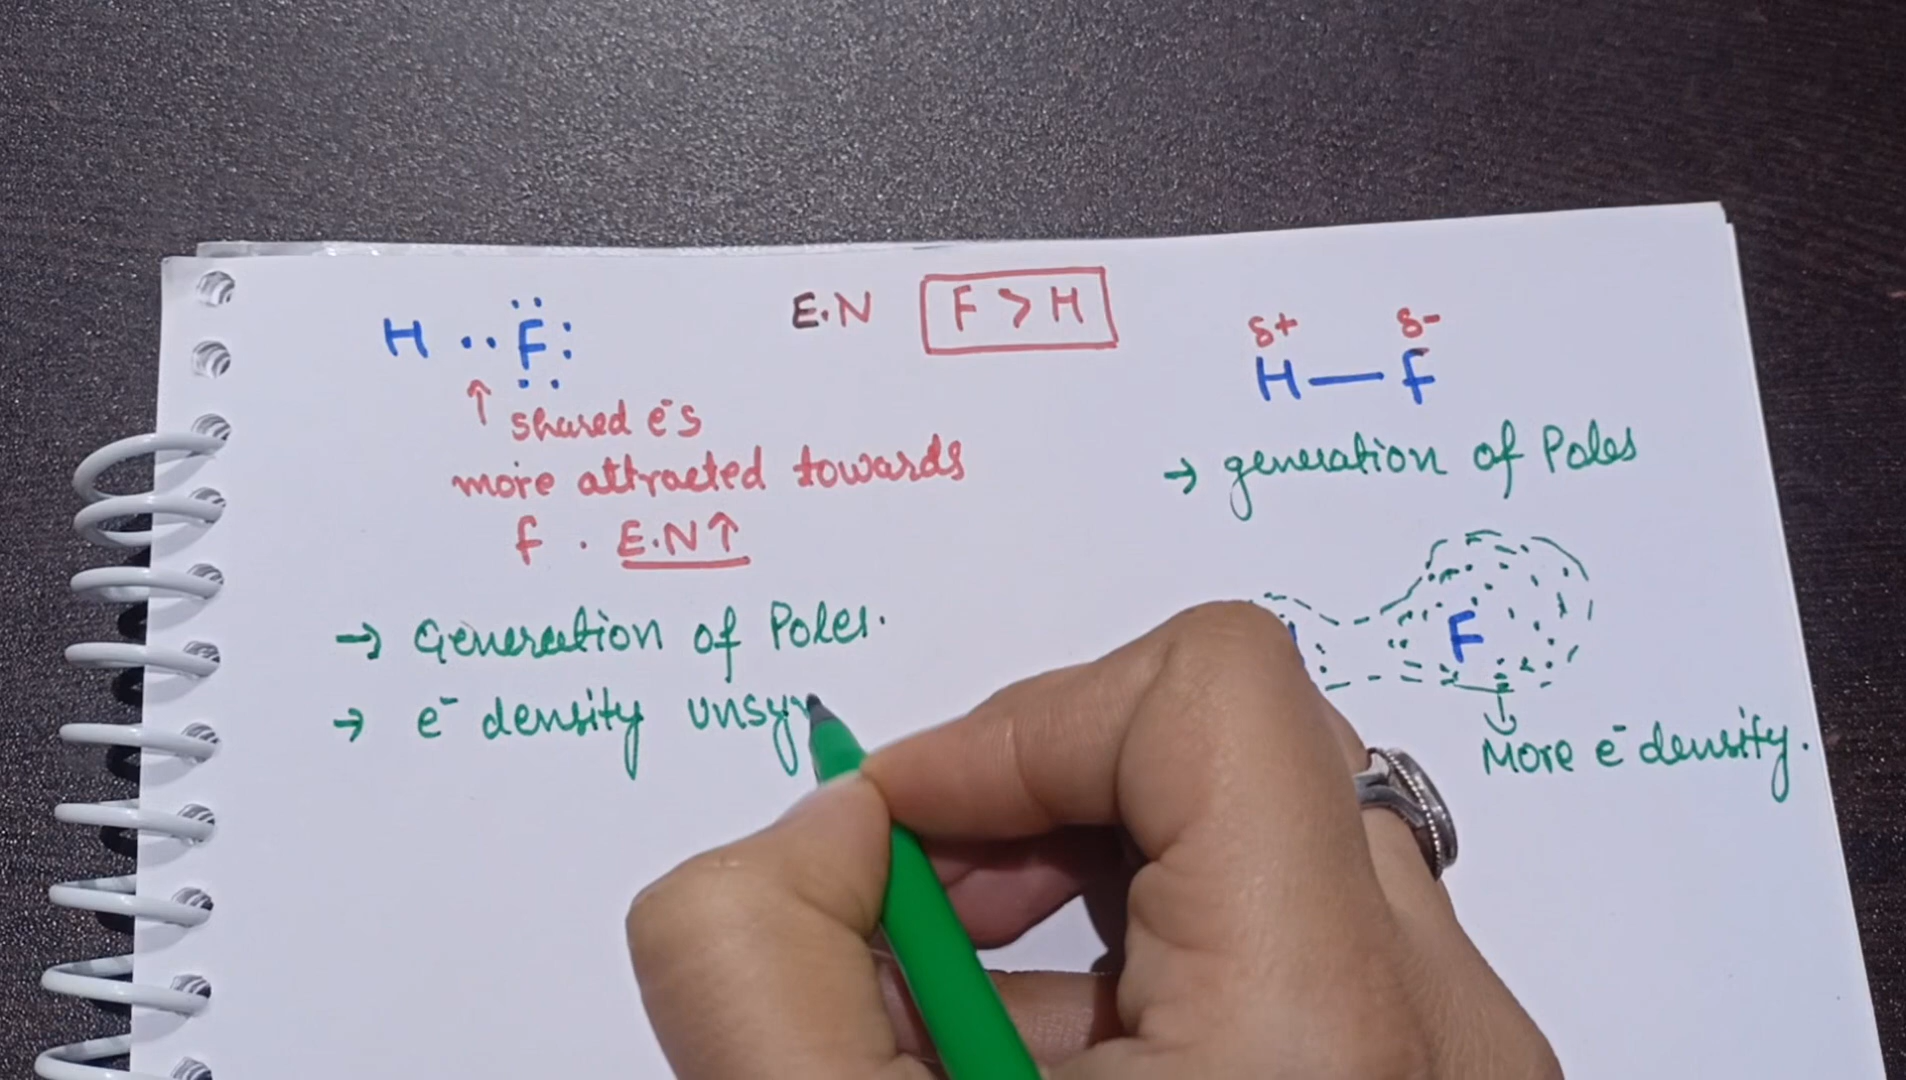 H ·· F:
↑ shared e⁻s
more attracted towards
F . E.N↑
E.N F > H
δ+ δ-
H — F
→ generation of Poles
→ Generation of Poles.
→ e⁻ density unsy
F
More e⁻ density.